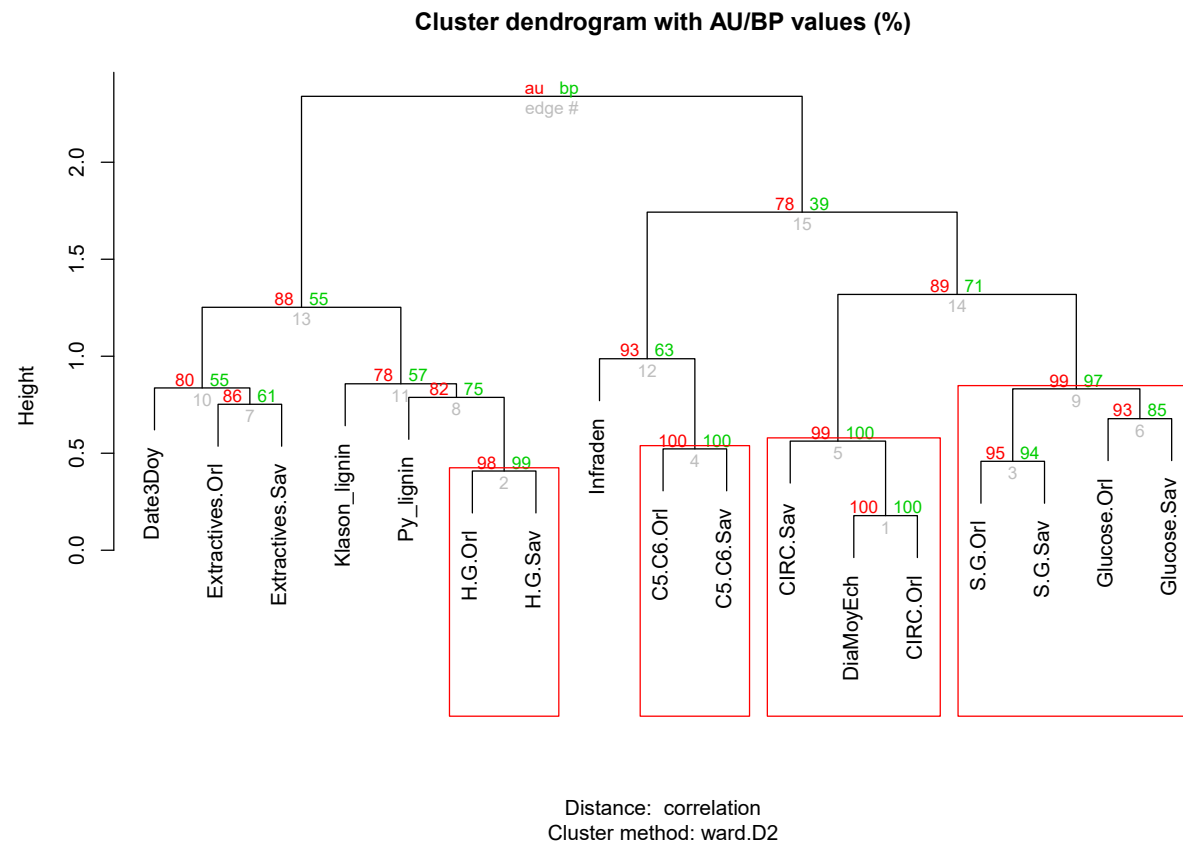 Cluster dendrogram with AU/BP values (%)
au bp
edge #
2.0
78 39
15
1.5
89 71
14
88 55
13
1.0
Height
93 63
12
80 55
10
86 61
7
78 57
11
82 75
8
99 97
9
93 85
6
0.5
98 99
2
100 100
4
99 100
5
95 94
3
100 100
1
0.0
Date3Doy
Extractives.Orl
Extractives.Sav
Klason_lignin
Py_lignin
H.G.Orl
H.G.Sav
Infraden
C5.C6.Orl
C5.C6.Sav
CIRC.Sav
DiaMoyEch
CIRC.Orl
S.G.Orl
S.G.Sav
Glucose.Orl
Glucose.Sav
Distance: correlation
Cluster method: ward.D2